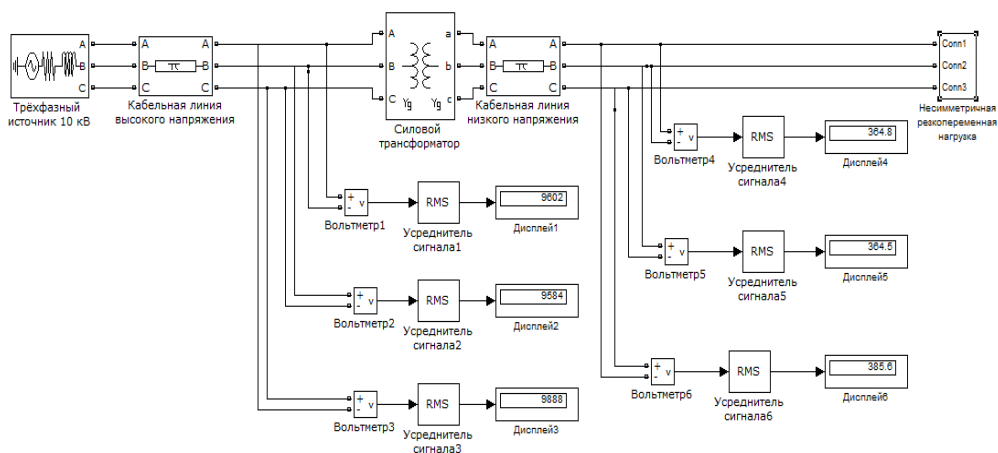 A
B
C
Трёхфазный
источник 10 кВ
A
B
C
A
B
C
Кабельная линия
высокого напряжения
A
B
C
a
b
c
Yg
Yg
Силовой
трансформатор
A
B
C
A
B
C
Кабельная линия
низкого напряжения
Conn1
Conn2
Conn3
Несимметричная
резкопеременная
нагрузка
+
-
v
Вольтметр4
RMS
Усреднитель
сигнала4
364.8
Дисплей4
+
-
v
Вольтметр1
RMS
Усреднитель
сигнала1
9602
Дисплей1
+
-
v
Вольтметр5
RMS
Усреднитель
сигнала5
364.5
Дисплей5
+
-
v
Вольтметр2
RMS
Усреднитель
сигнала2
9584
Дисплей2
+
-
v
Вольтметр6
RMS
Усреднитель
сигнала6
385.6
Дисплей6
+
-
v
Вольтметр3
RMS
Усреднитель
сигнала3
9888
Дисплей3